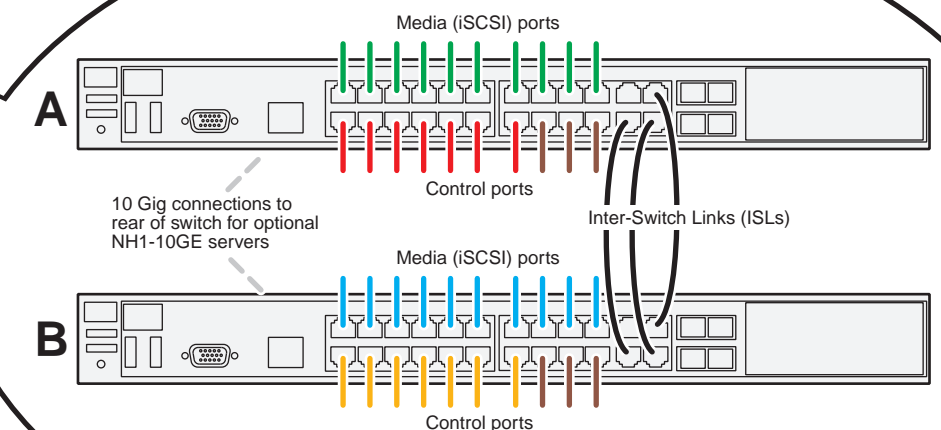 Media (iSCSI) ports
A
Control ports
10 Gig connections to
rear of switch for optional
NH1-10GE servers
Inter-Switch Links (ISLs)
Media (iSCSI) ports
B
Control ports